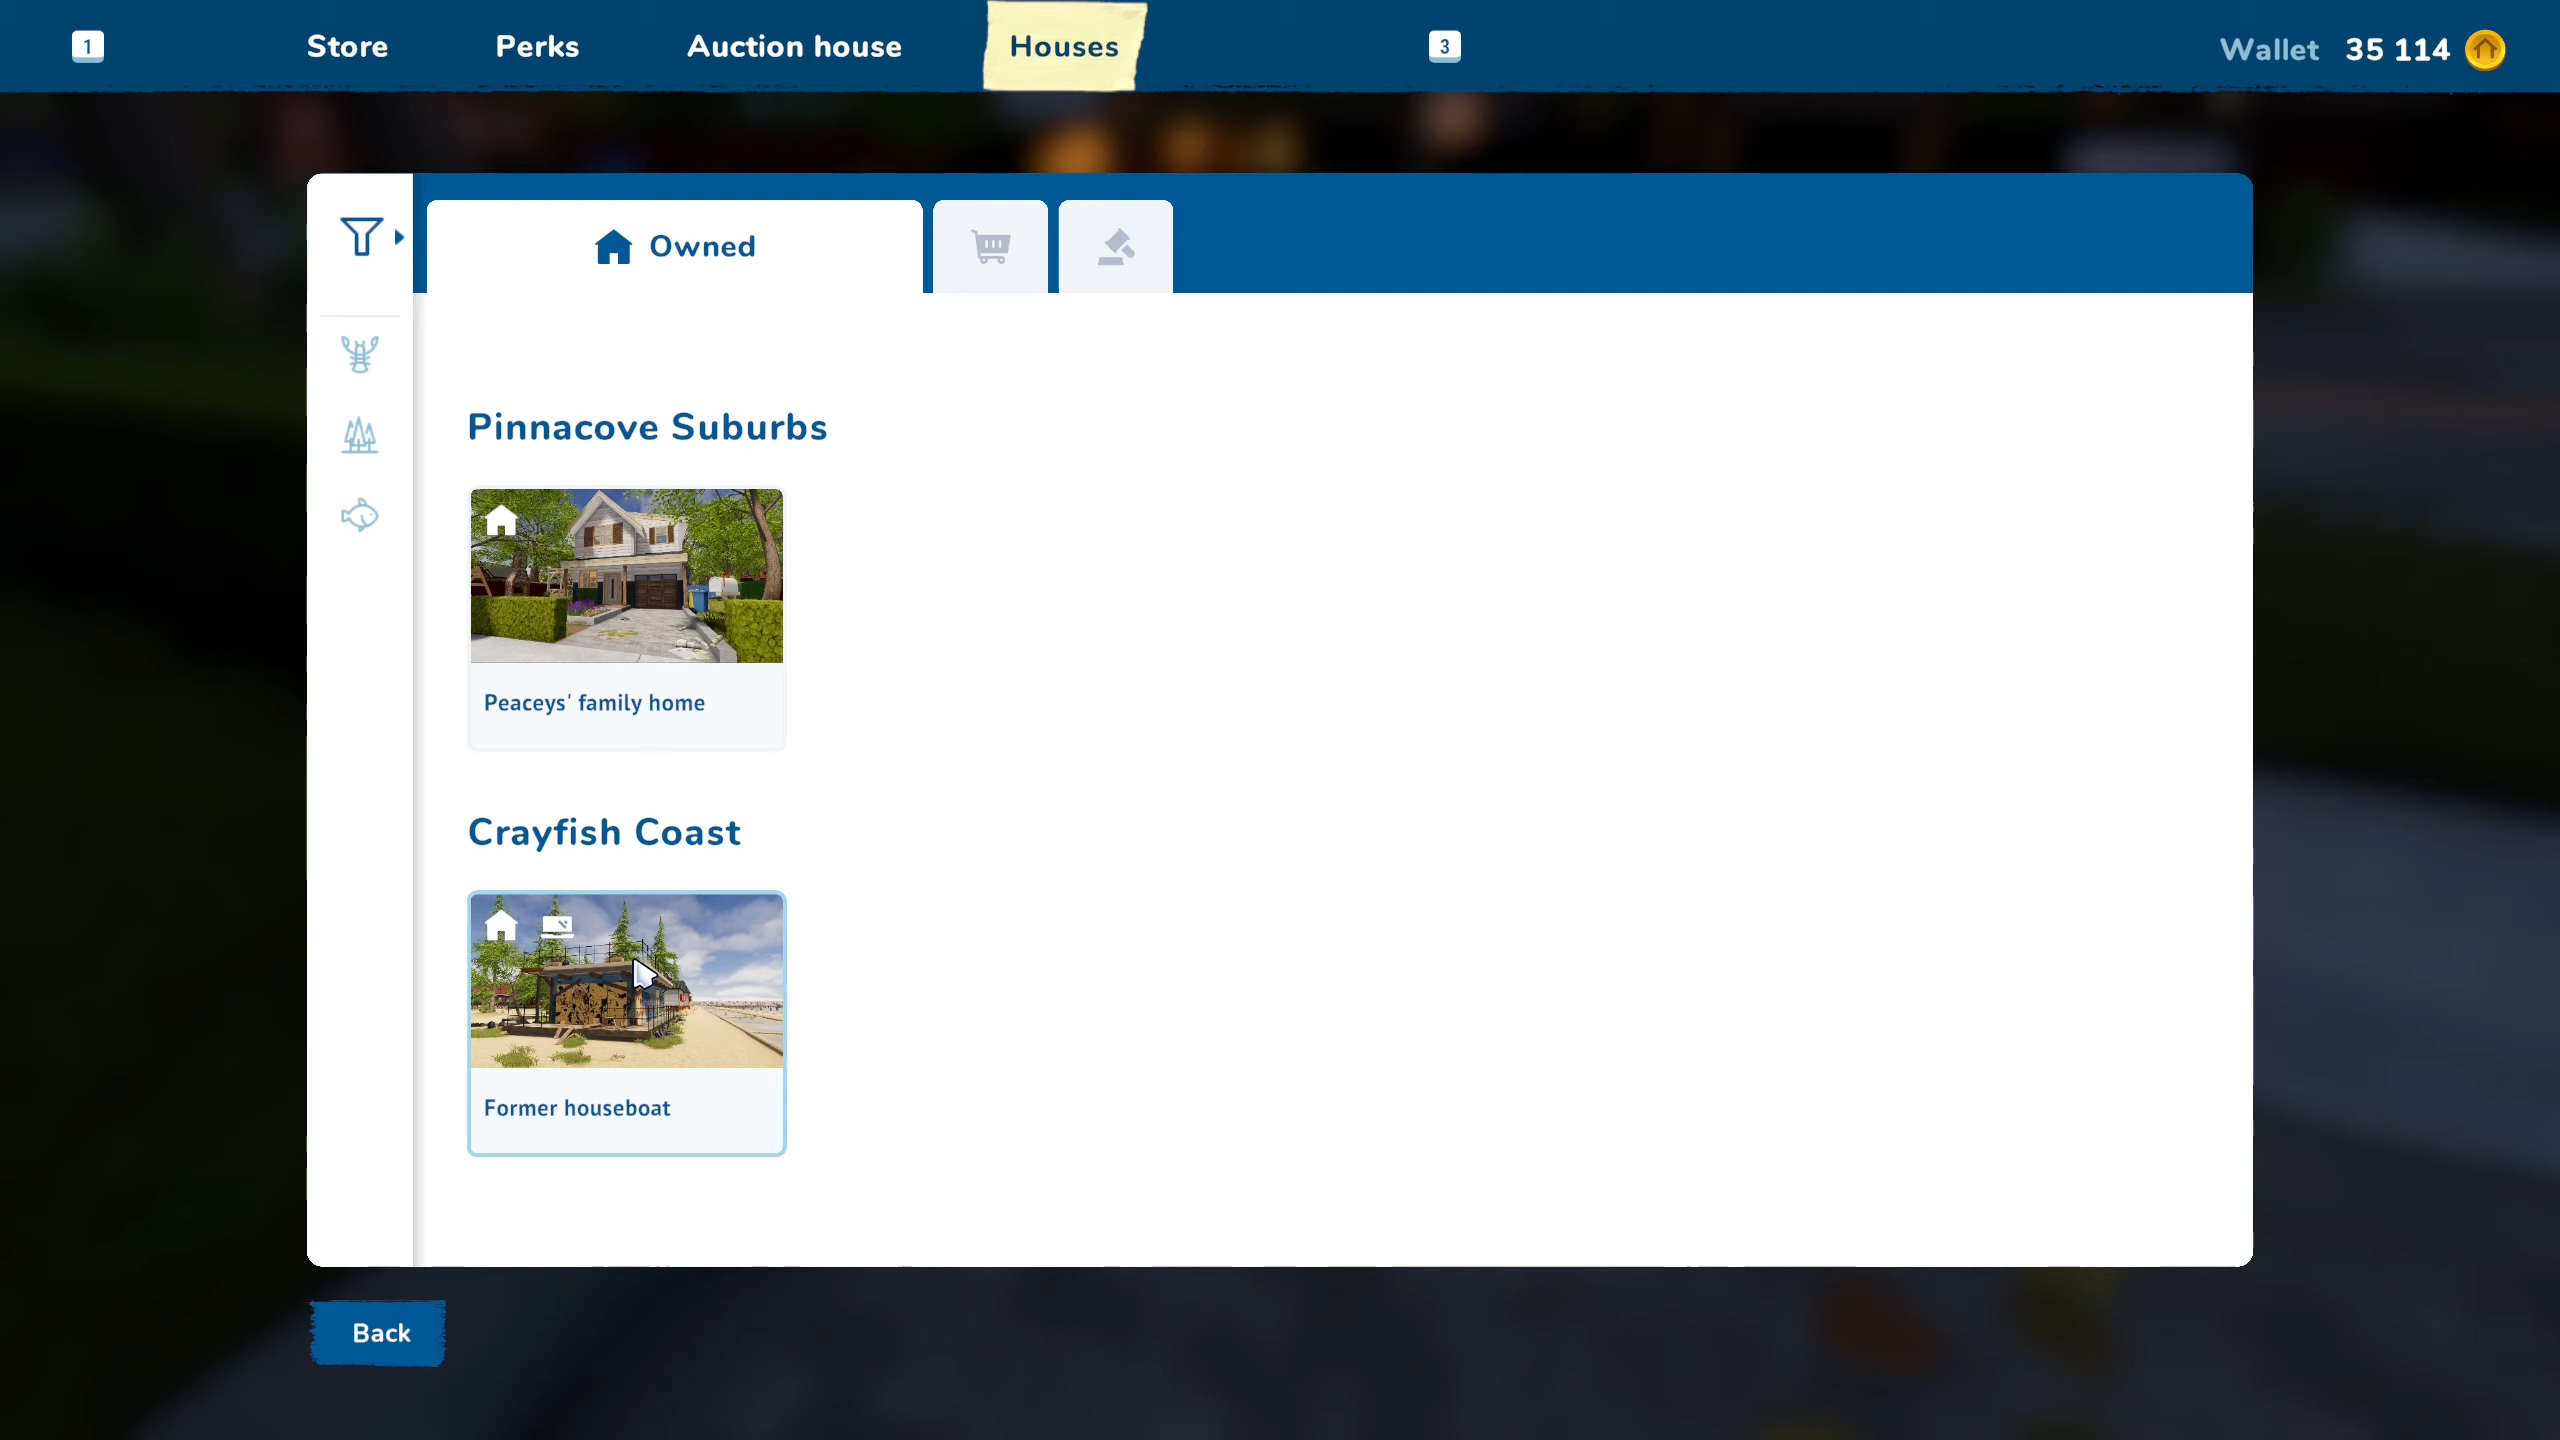 1
Store
Perks
Auction house
Houses
3
Wallet 35 114
Owned
Pinnacove Suburbs
Peaceys' family home
Crayfish Coast
Former houseboat
Back